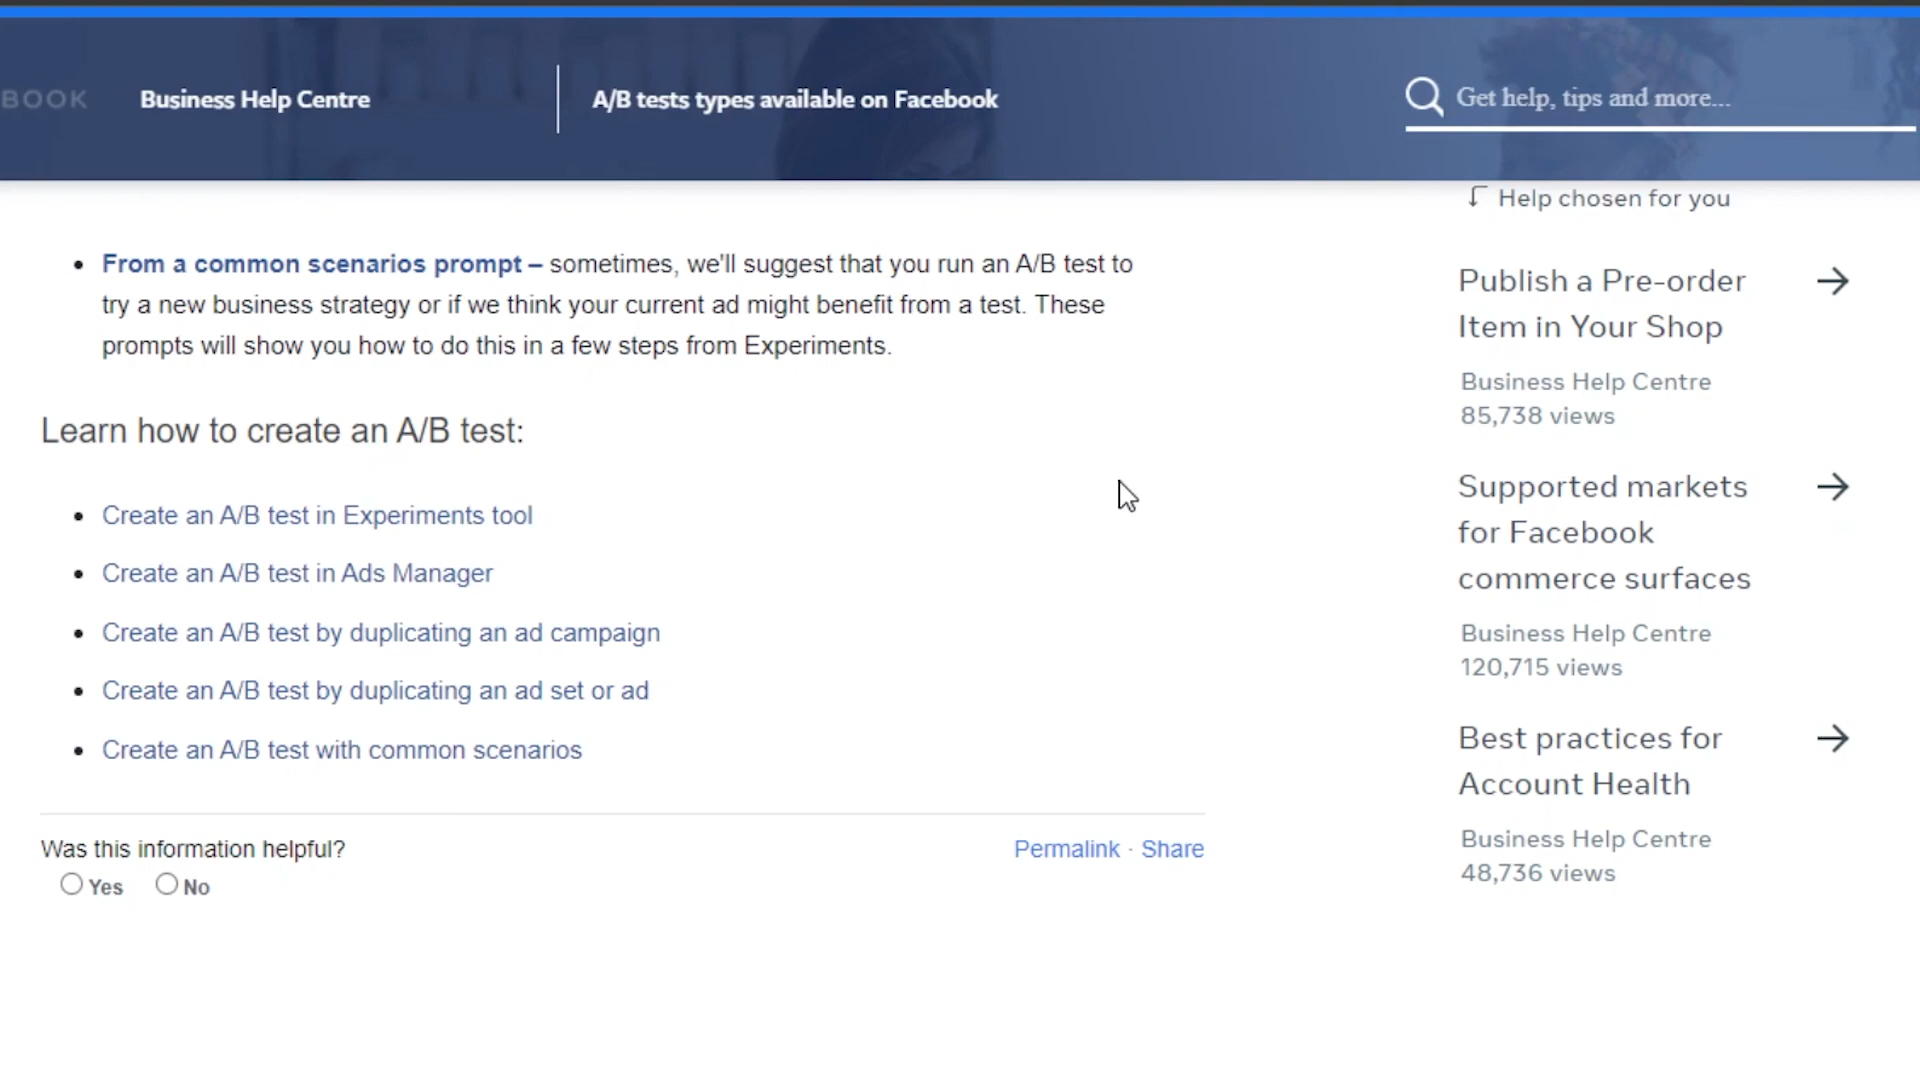 BOOK
Business Help Centre
A/B tests types available on Facebook
Get help, tips and more...
From a common scenarios prompt – sometimes, we'll suggest that you run an A/B test to
try a new business strategy or if we think your current ad might benefit from a test. These
prompts will show you how to do this in a few steps from Experiments.
Learn how to create an A/B test:
Create an A/B test in Experiments tool
Create an A/B test in Ads Manager
Create an A/B test by duplicating an ad campaign
Create an A/B test by duplicating an ad set or ad
Create an A/B test with common scenarios
Was this information helpful?
Yes No
Permalink · Share
Help chosen for you
Publish a Pre-order
Item in Your Shop
Business Help Centre
85,738 views
Supported markets
for Facebook
commerce surfaces
Business Help Centre
120,715 views
Best practices for
Account Health
Business Help Centre
48,736 views